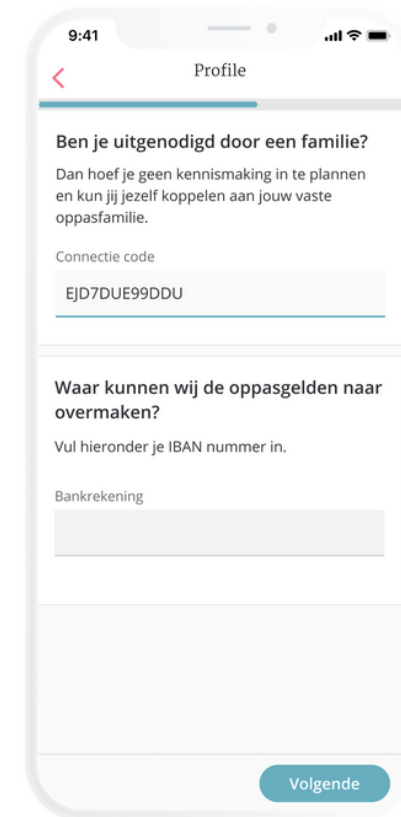 9:41
Profile
Ben je uitgenodigd door een familie?
Dan hoef je geen kennismaking in te plannen
en kun jij jezelf koppelen aan jouw vaste
oppasfamilie.
Connectie code
EJD7DUE99DDU
Waar kunnen wij de oppasgelden naar
overmaken?
Vul hieronder je IBAN nummer in.
Bankrekening
Volgende